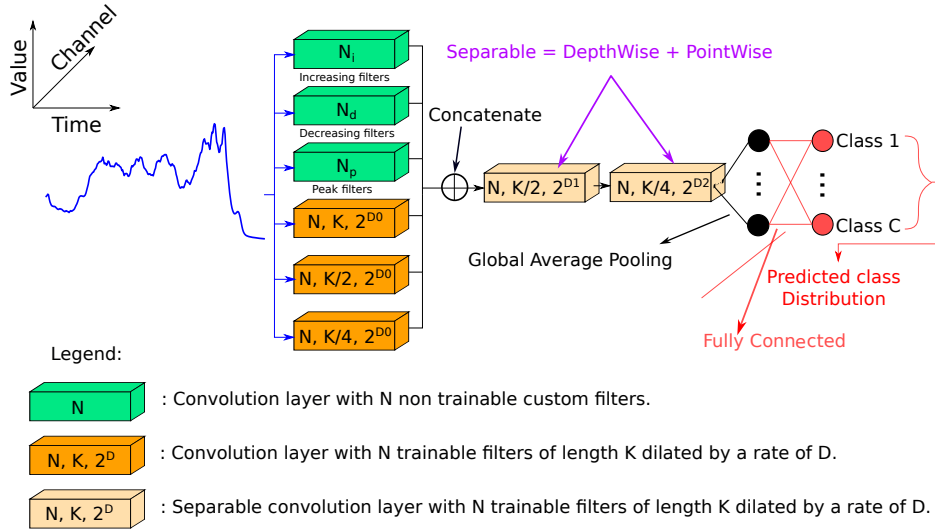 Value
Channel
Time
N_i
Increasing filters
N_d
Decreasing filters
N_p
Peak filters
N, K, 2^D0
N, K/2, 2^D0
N, K/4, 2^D0
Separable = DepthWise + PointWise
Concatenate
N, K/2, 2^D1
N, K/4, 2^D2
Class 1
Class C
Global Average Pooling
Predicted class
Distribution
Fully Connected
Legend:
N
: Convolution layer with N non trainable custom filters.
N, K, 2^D
: Convolution layer with N trainable filters of length K dilated by a rate of D.
N, K, 2^D
: Separable convolution layer with N trainable filters of length K dilated by a rate of D.